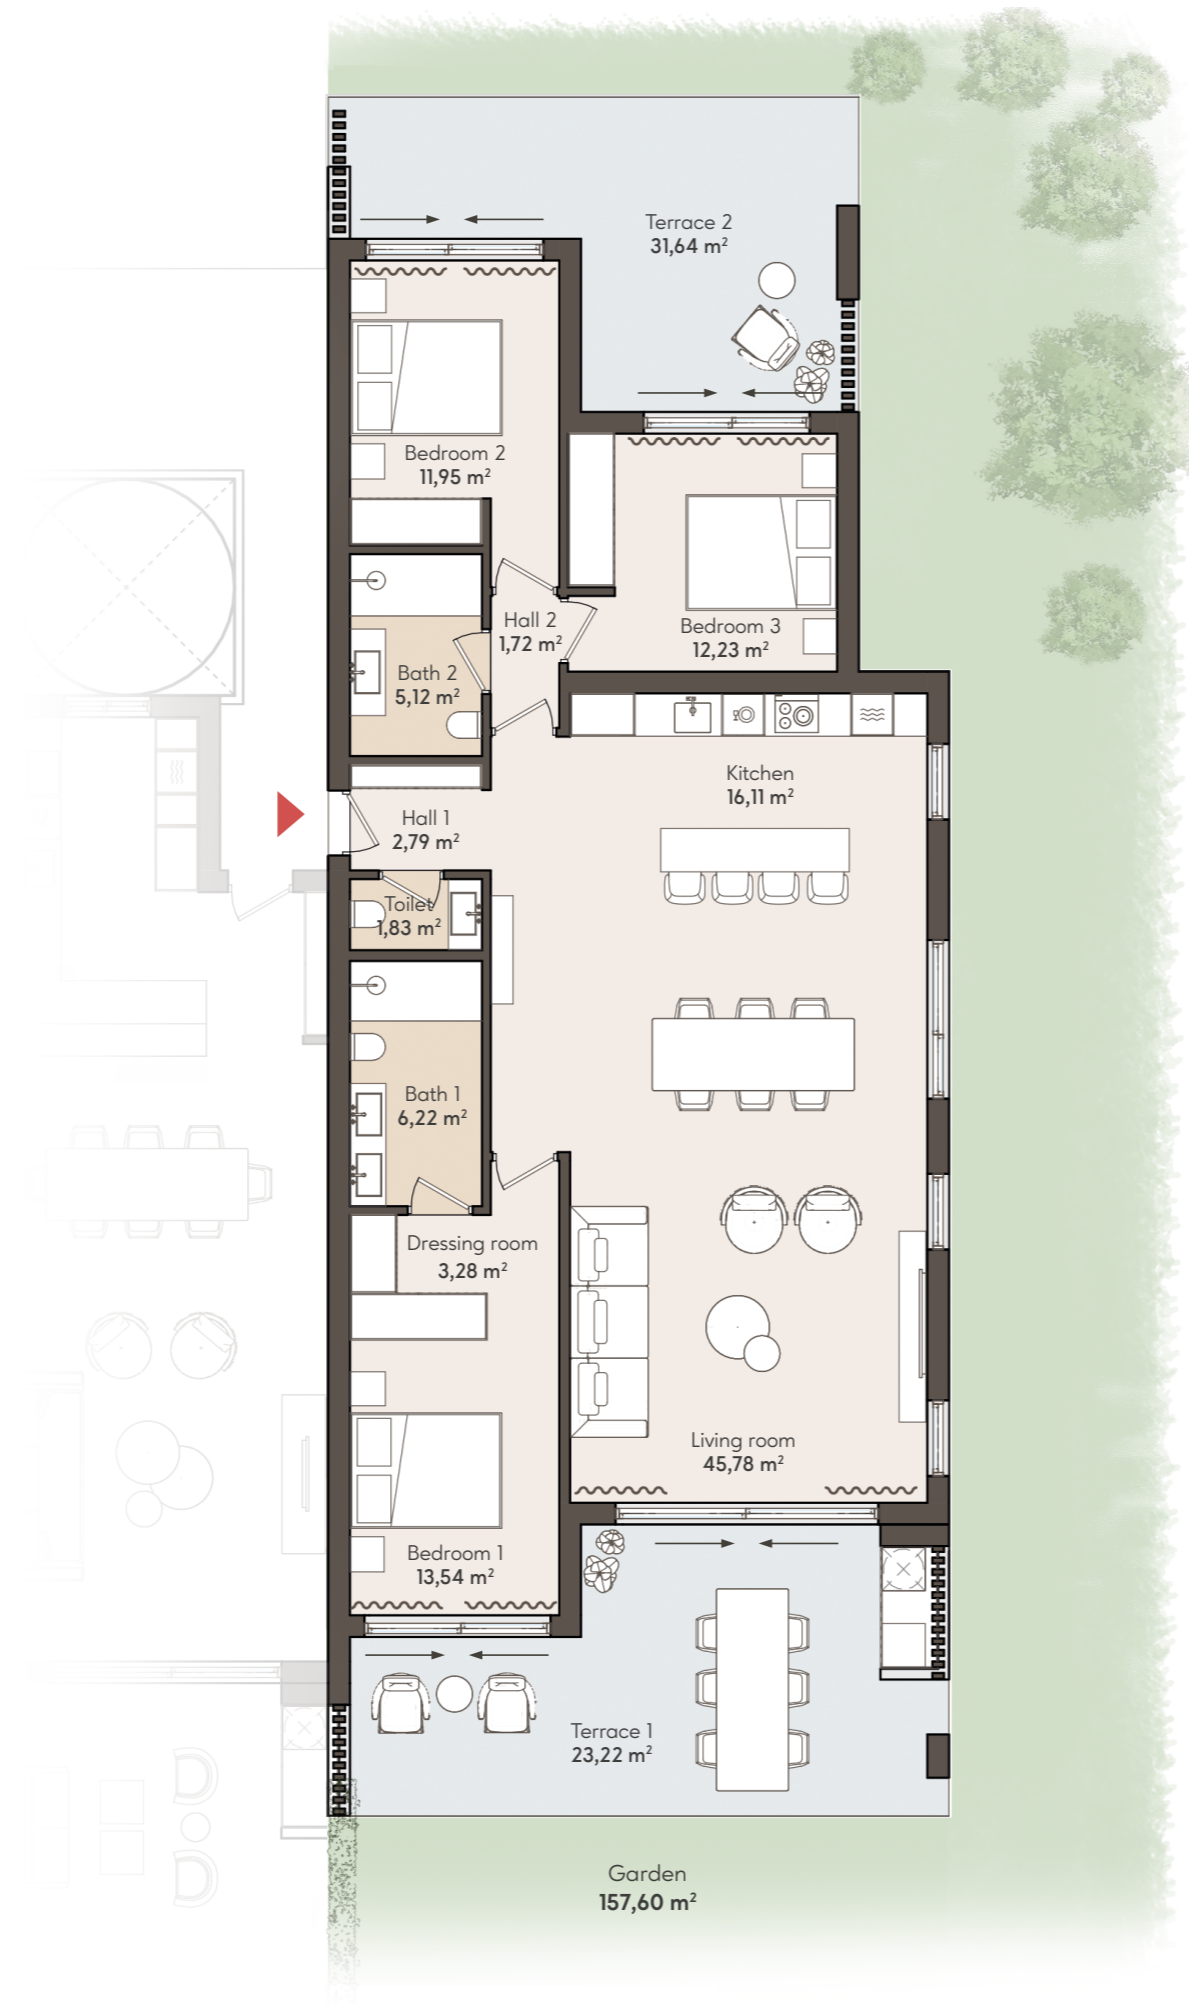 Terrace 2
31,64 m²
Bedroom 2
11,95 m²
Hall 2
1,72 m²
Bedroom 3
12,23 m²
Bath 2
5,12 m²
Kitchen
16,11 m²
Hall 1
2,79 m²
Toilet
1,83 m²
Bath 1
6,22 m²
Dressing room
3,28 m²
Living room
45,78 m²
Bedroom 1
13,54 m²
Terrace 1
23,22 m²
Garden
157,60 m²